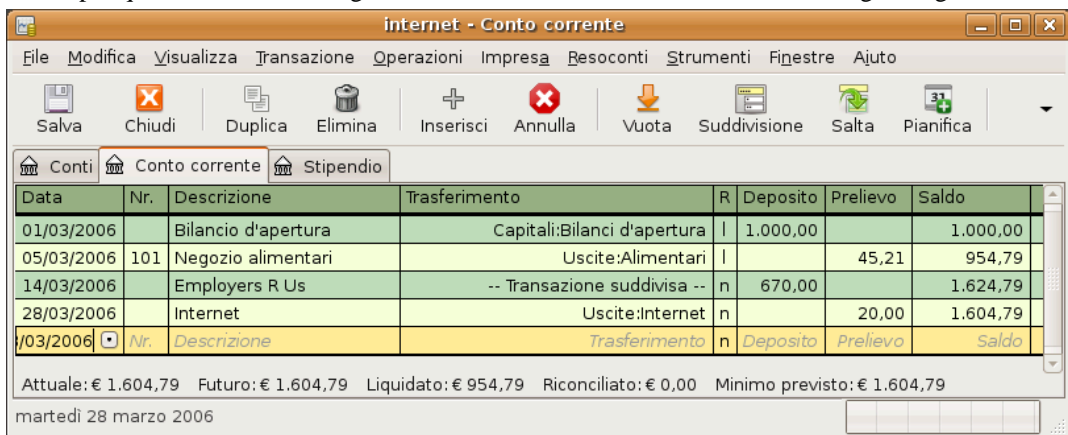 internet - Conto corrente
File Modifica Visualizza Transazione Operazioni Impresa Resoconti Strumenti Finestre Aiuto
Salva Chiudi Duplica Elimina Inserisci Annulla Vuota Suddivisione Salta Pianifica
Conti Conto corrente Stipendio
Data Nr. Descrizione Trasferimento R Deposito Prelievo Saldo
01/03/2006 Bilancio d'apertura Capitali:Bilanci d'apertura l 1.000,00 1.000,00
05/03/2006 101 Negozio alimentari Uscite:Alimentari l 45,21 954,79
14/03/2006 Employers R Us -- Transazione suddivisa -- n 670,00 1.624,79
28/03/2006 Internet Uscite:Internet n 20,00 1.604,79
/03/2006 Nr. Descrizione Trasferimento n Deposito Prelievo Saldo
Attuale: € 1.604,79 Futuro: € 1.604,79 Liquidato: € 954,79 Riconciliato: € 0,00 Minimo previsto: € 1.604,79
martedì 28 marzo 2006